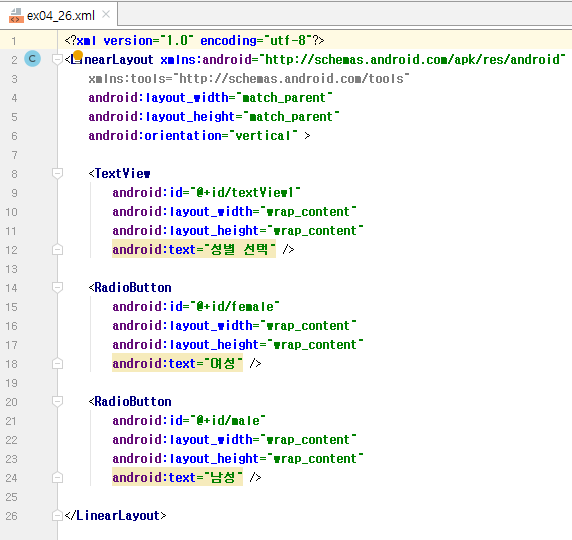 ex04_26.xml
1 <?xml version="1.0" encoding="utf-8"?>
2 <LinearLayout xmlns:android="http://schemas.android.com/apk/res/android"
3 xmlns:tools="http://schemas.android.com/tools"
4 android:layout_width="match_parent"
5 android:layout_height="match_parent"
6 android:orientation="vertical" >
7
8 <TextView
9 android:id="@+id/textView1"
10 android:layout_width="wrap_content"
11 android:layout_height="wrap_content"
12 android:text="성별 선택" />
13
14 <RadioButton
15 android:id="@+id/female"
16 android:layout_width="wrap_content"
17 android:layout_height="wrap_content"
18 android:text="여성" />
19
20 <RadioButton
21 android:id="@+id/male"
22 android:layout_width="wrap_content"
23 android:layout_height="wrap_content"
24 android:text="남성" />
25
26 </LinearLayout>